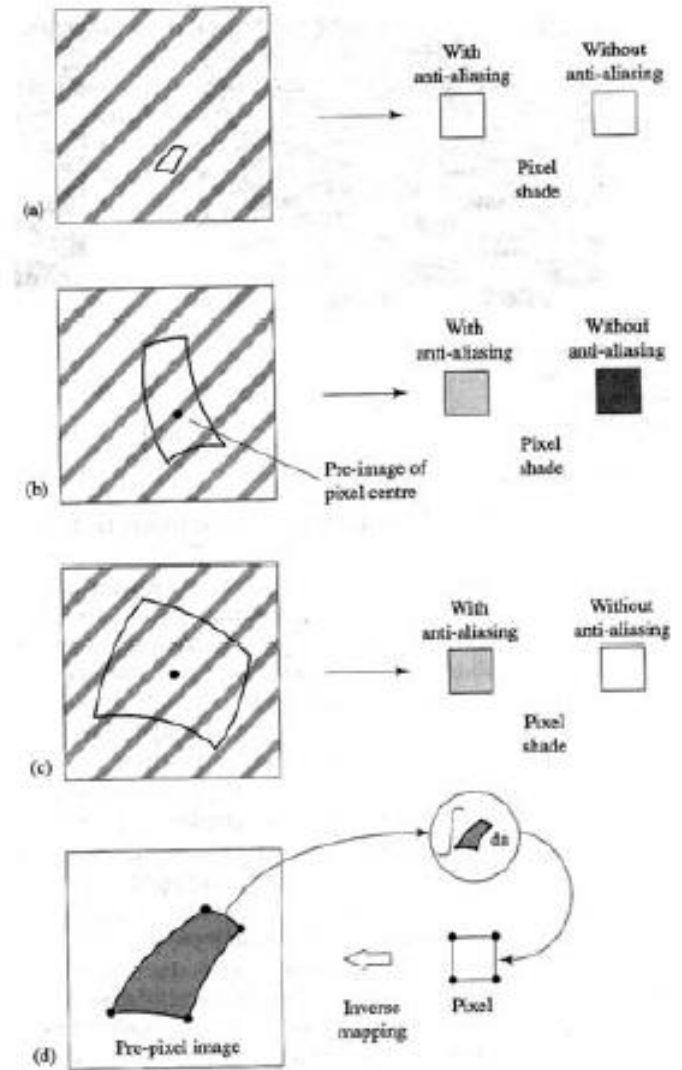 With
anti-aliasing
Without
anti-aliasing
Pixel
shade
(a)
With
anti-aliasing
Without
anti-aliasing
Pixel
shade
Pre-image of
pixel centre
(b)
With
anti-aliasing
Without
anti-aliasing
Pixel
shade
(c)
∫ da
Inverse
mapping
Pixel
Pre-pixel image
(d)